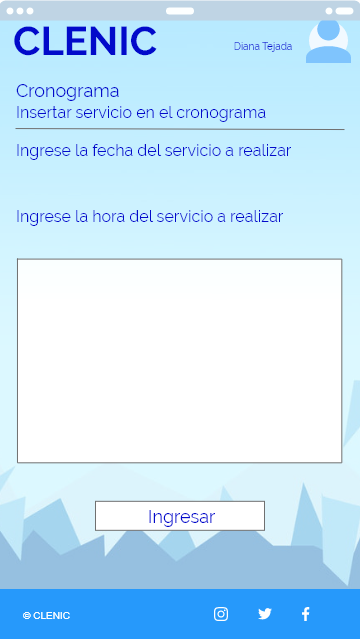 CLENIC
Diana Tejada
Cronograma
Insertar servicio en el cronograma
Ingrese la fecha del servicio a realizar
Ingrese la hora del servicio a realizar
Ingresar
© CLENIC